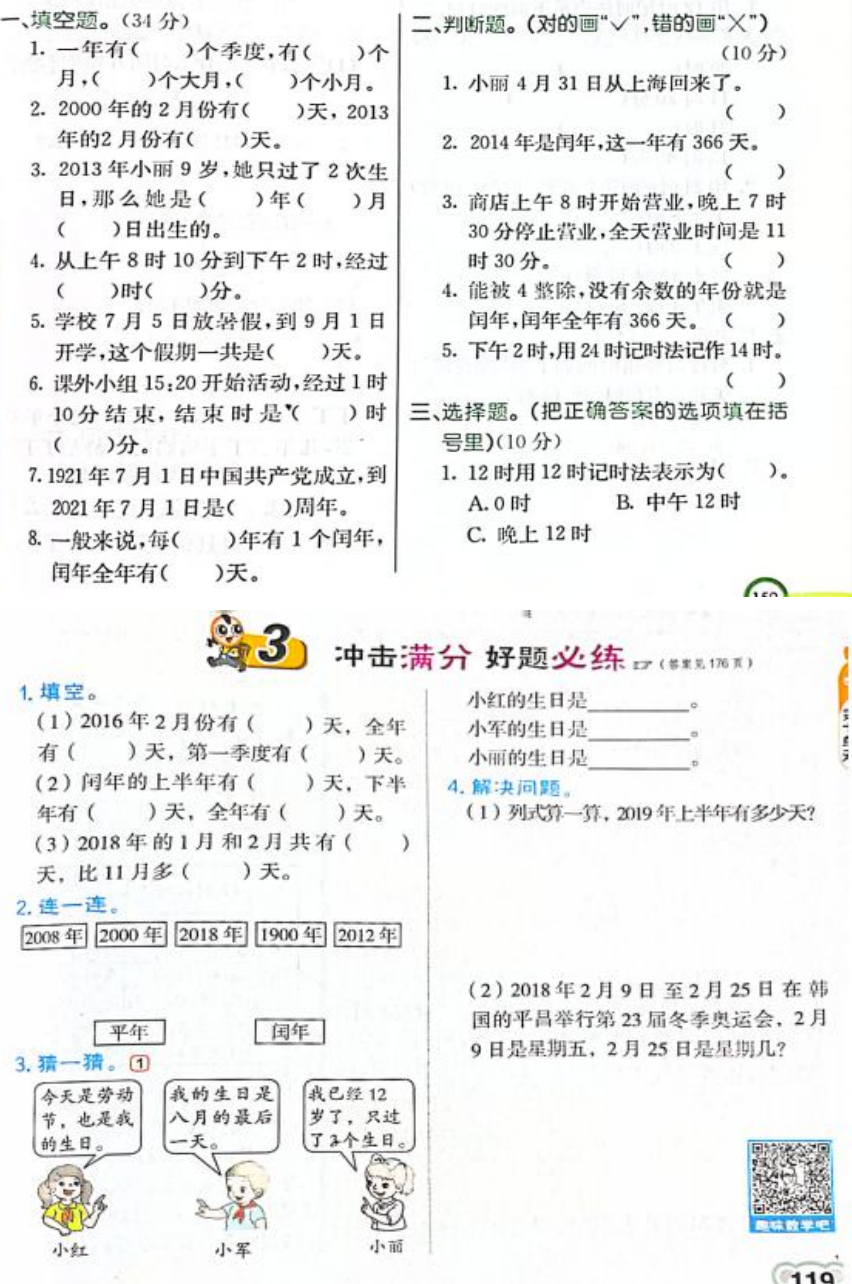 一、填空题。(34 分)
1. 一年有(　　)个季度,有(　　)个
月,(　　)个大月,(　　)个小月。
2. 2000 年的 2 月份有(　　)天, 2013
年的2 月份有(　　)天。
3. 2013 年小丽 9 岁,她只过了 2 次生
日,那么她是(　　)年(　　)月
(　　)日出生的。
4. 从上午 8 时 10 分到下午 2 时,经过
(　　)时(　　)分。
5. 学校 7 月 5 日放暑假,到 9 月 1 日
开学,这个假期一共是(　　)天。
6. 课外小组 15:20 开始活动,经过 1 时
10 分结束,结束时是(　　)时
(　　)分。
7. 1921 年 7 月 1 日中国共产党成立,到
2021 年 7 月 1 日是(　　)周年。
8. 一般来说,每(　　)年有 1 个闰年,
闰年全年有(　　)天。
二、判断题。(对的画“✓”,错的画“×”)
(10 分)
1. 小丽 4 月 31 日从上海回来了。
(　　)
2. 2014 年是闰年,这一年有 366 天。
(　　)
3. 商店上午 8 时开始营业,晚上 7 时
30 分停止营业,全天营业时间是 11
时 30 分。(　　)
4. 能被 4 整除,没有余数的年份就是
闰年,闰年全年有 366 天。(　　)
5. 下午 2 时,用 24 时记时法记作 14 时。
(　　)
三、选择题。(把正确答案的选项填在括
号里)(10 分)
1. 12 时用 12 时记时法表示为(　　)。
A. 0 时　B. 中午 12 时
C. 晚上 12 时
3 冲击满分 好题必练 (答案见 176 页)
1. 填空。
(1) 2016 年 2 月份有(　　)天, 全年
有(　　)天, 第一季度有(　　)天。
(2) 闰年的上半年有(　　)天, 下半
年有(　　)天, 全年有(　　)天。
(3) 2018 年的 1 月和 2 月共有(　　)
天, 比 11 月多(　　)天。
2. 连一连。
2008 年 2000 年 2018 年 1900 年 2012 年
平年 闰年
3. 猜一猜。1
今天是劳动
节, 也是我
的生日。
我的生日是
八月的最后
一天。
我已经 12
岁了, 只过
了3个生日。
小红 小军 小丽
小红的生日是________。
小军的生日是________。
小丽的生日是________。
4. 解决问题。
(1) 列式算一算, 2019 年上半年有多少天?
(2) 2018 年 2 月 9 日 至 2 月 25 日 在 韩
国的平昌举行第 23 届冬季奥运会, 2 月
9 日是星期五, 2 月 25 日是星期几?
趣味数学吧
119